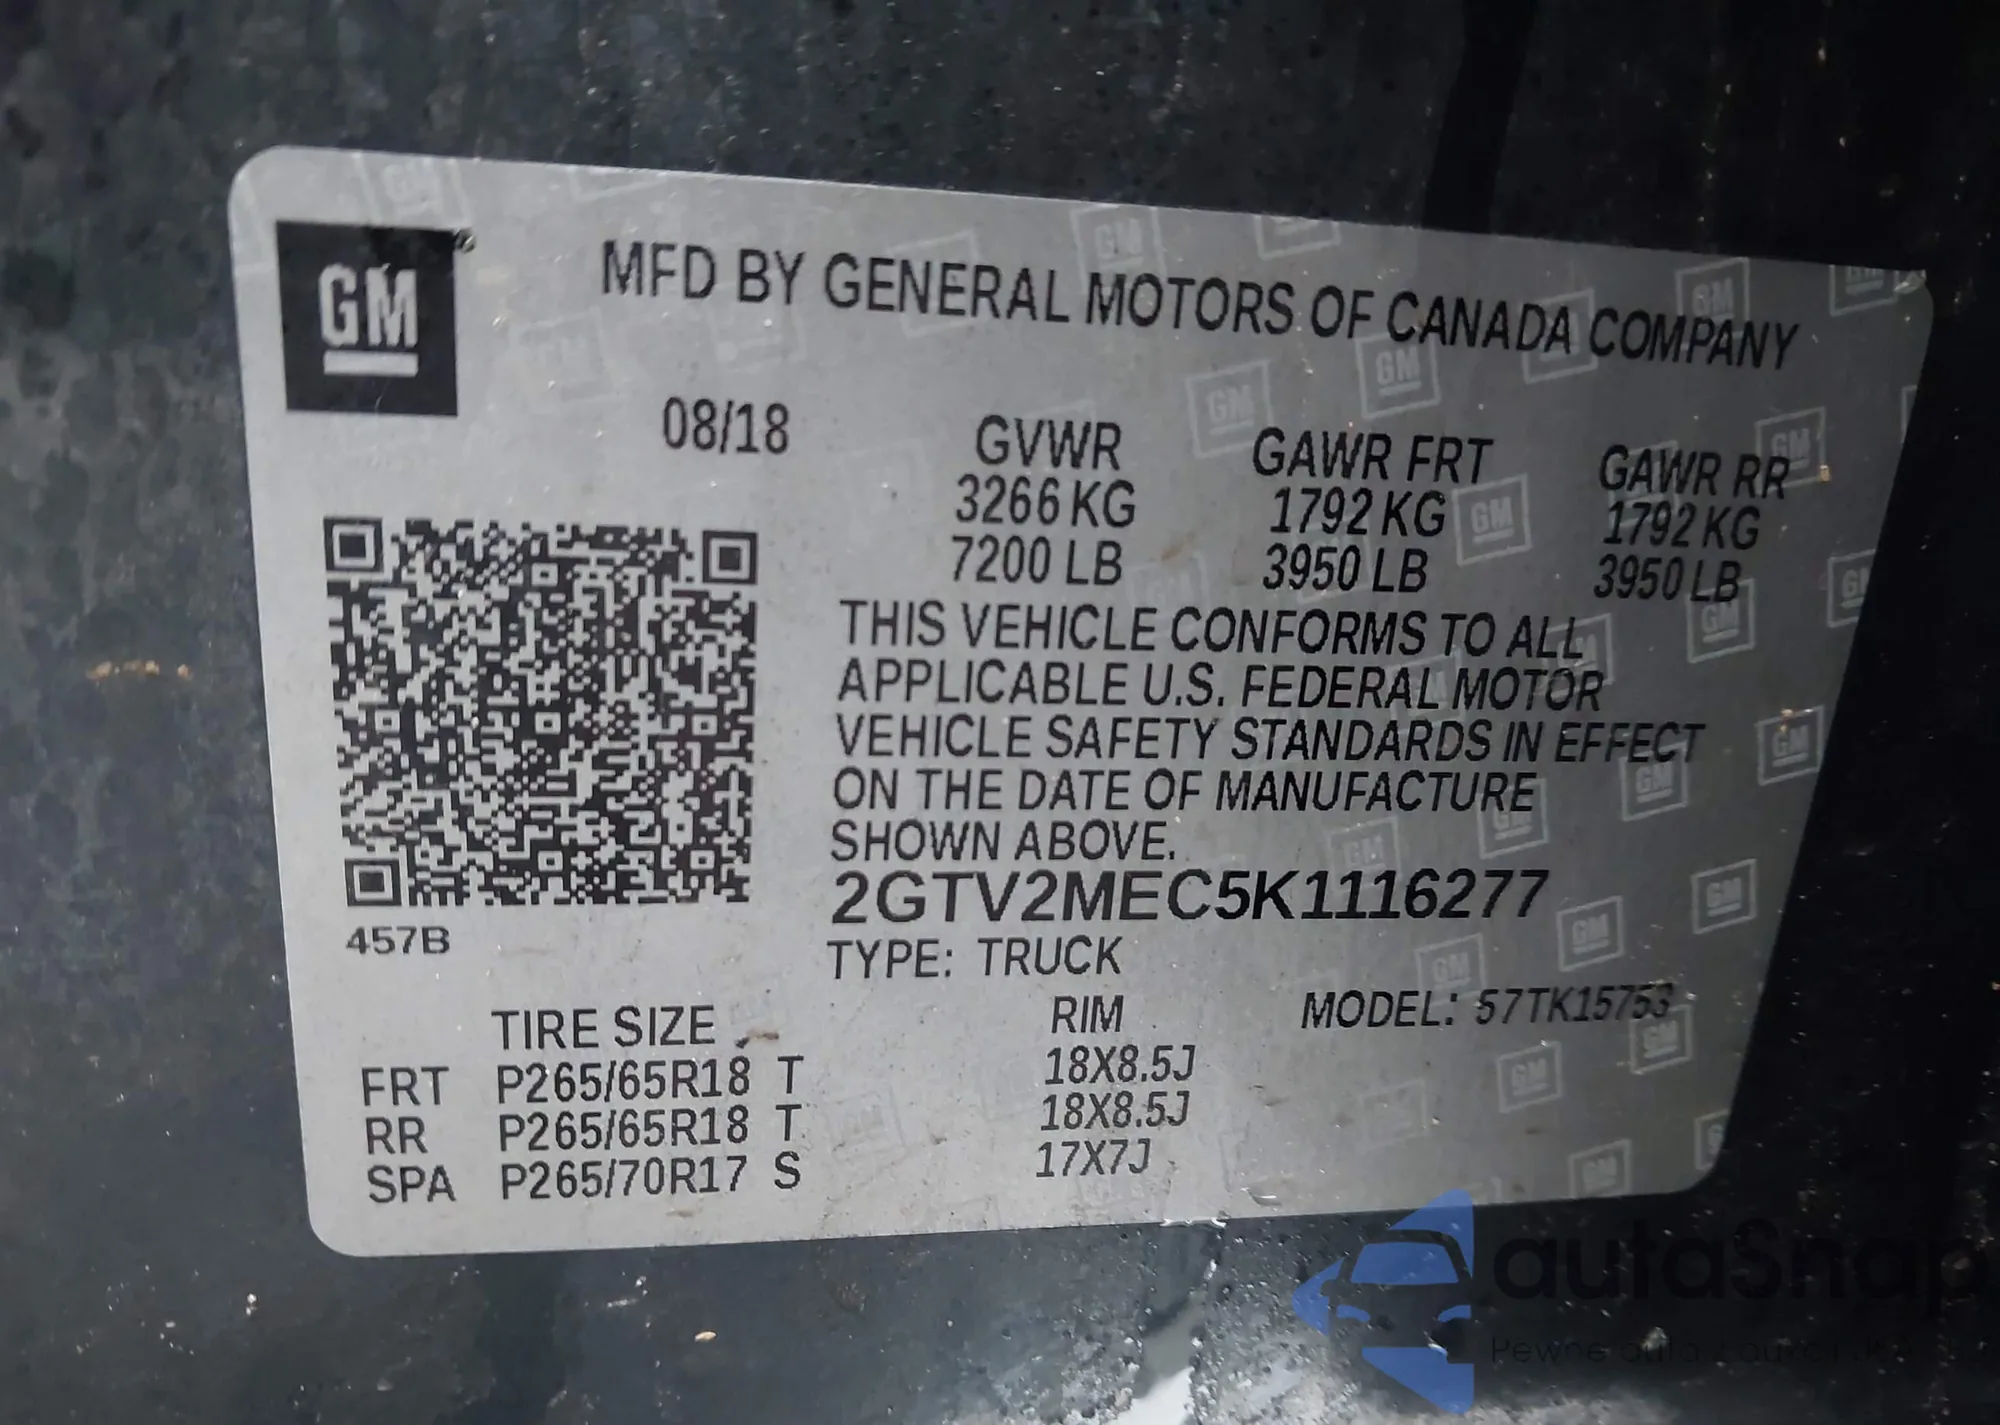 GM
MFD BY GENERAL MOTORS OF CANADA COMPANY
08/18 GVWR GAWR FRT GAWR RR
3266 KG 1792 KG 1792 KG
7200 LB 3950 LB 3950 LB
THIS VEHICLE CONFORMS TO ALL
APPLICABLE U.S. FEDERAL MOTOR
VEHICLE SAFETY STANDARDS IN EFFECT
ON THE DATE OF MANUFACTURE
SHOWN ABOVE.
2GTV2MEC5K1116277
457B
TYPE: TRUCK
TIRE SIZE RIM MODEL: 57TK15753
FRT P265/65R18 T 18X8.5J
RR P265/65R18 T 18X8.5J
SPA P265/70R17 S 17X7J
autaSnap
Pewne auta z